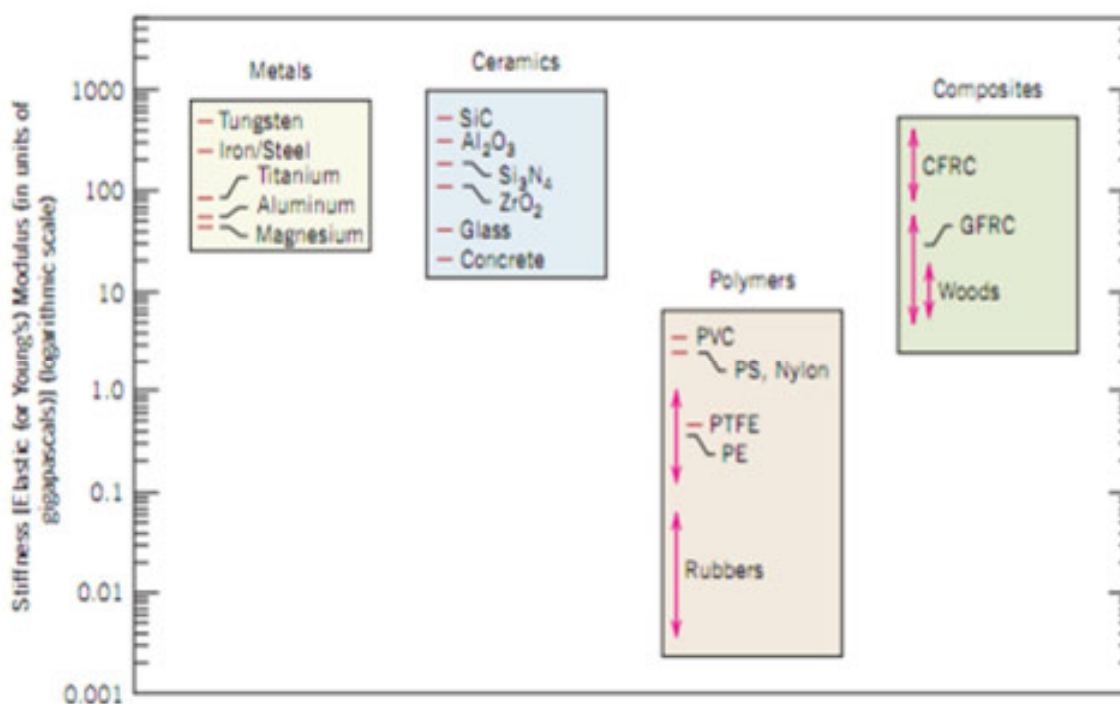 Stiffness [Elastic (or Young's) Modulus (in units of
gigapascals)] (logarithmic scale)
1000
100
10
1.0
0.1
0.01
0.001
Metals
Tungsten
Iron/Steel
Titanium
Aluminum
Magnesium
Ceramics
SiC
Al₂O₃
Si₃N₄
ZrO₂
Glass
Concrete
Polymers
PVC
PS, Nylon
PTFE
PE
Rubbers
Composites
CFRC
GFRC
Woods